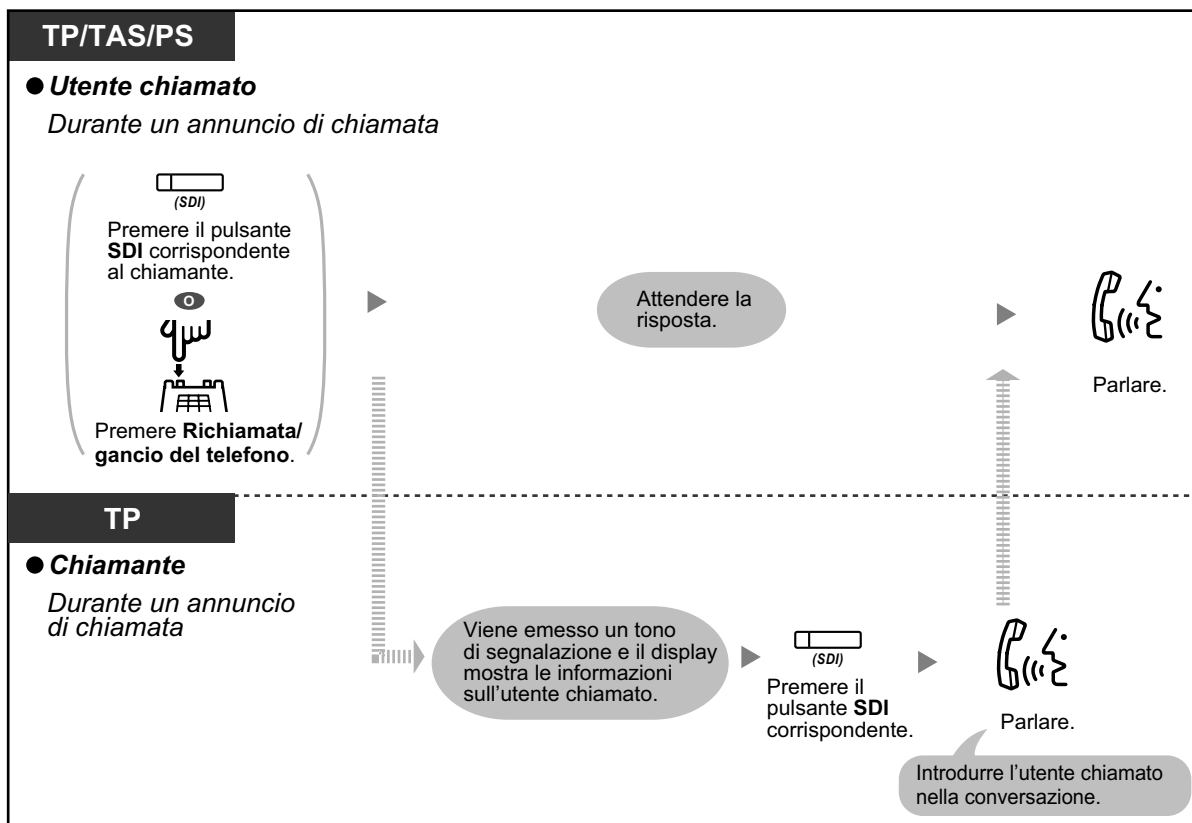 TP/TAS/PS
● Utente chiamato
Durante un annuncio di chiamata
(SDI)
Premere il pulsante
SDI corrispondente
al chiamante.
O
Premere Richiamata/
gancio del telefono.
Attendere la
risposta.
Parlare.
TP
● Chiamante
Durante un annuncio
di chiamata
Viene emesso un tono
di segnalazione e il display
mostra le informazioni
sull’utente chiamato.
(SDI)
Premere il
pulsante SDI
corrispondente.
Parlare.
Introdurre l’utente chiamato
nella conversazione.